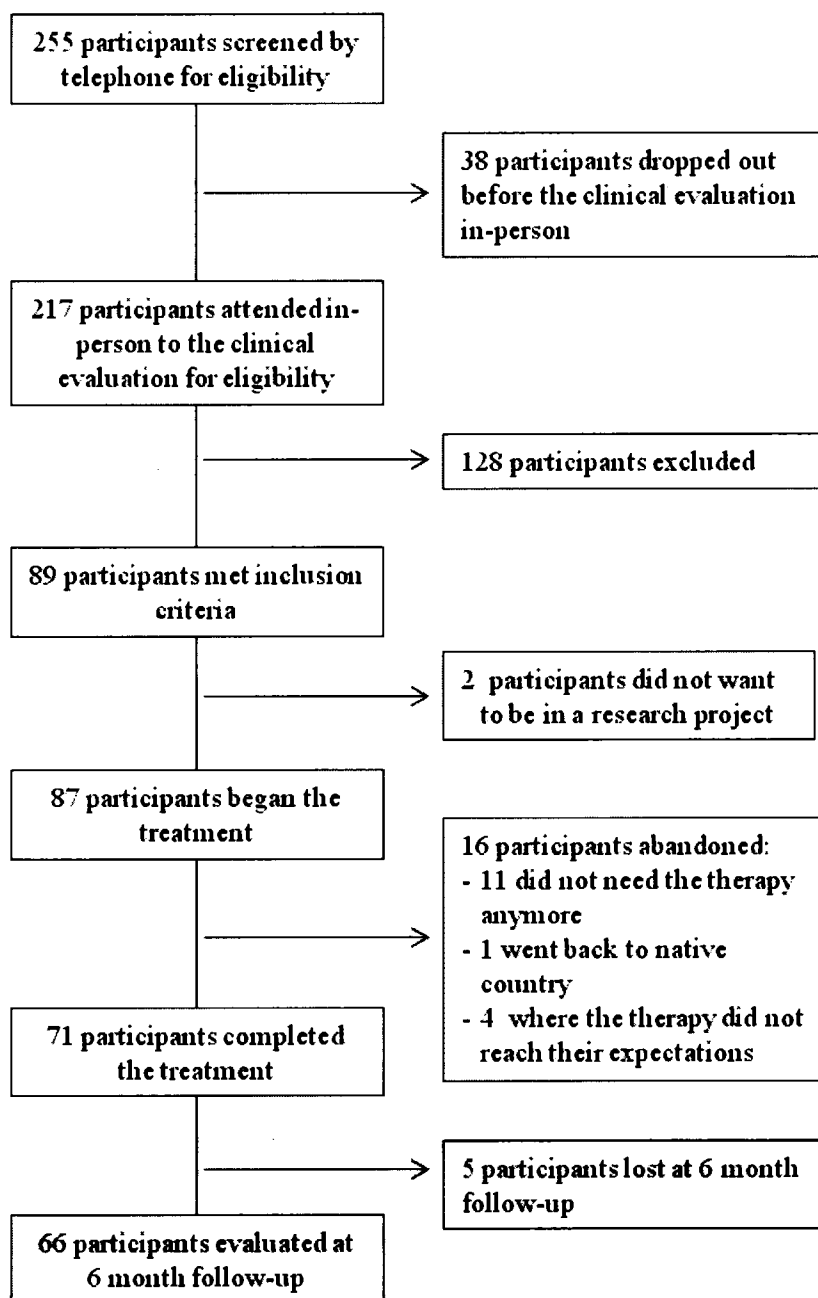 255 participants screened by
telephone for eligibility
38 participants dropped out
before the clinical evaluation
in-person
217 participants attended in-
person to the clinical
evaluation for eligibility
128 participants excluded
89 participants met inclusion
criteria
2 participants did not want
to be in a research project
87 participants began the
treatment
16 participants abandoned:
- 11 did not need the therapy
anymore
- 1 went back to native
country
- 4 where the therapy did not
reach their expectations
71 participants completed
the treatment
5 participants lost at 6 month
follow-up
66 participants evaluated at
6 month follow-up